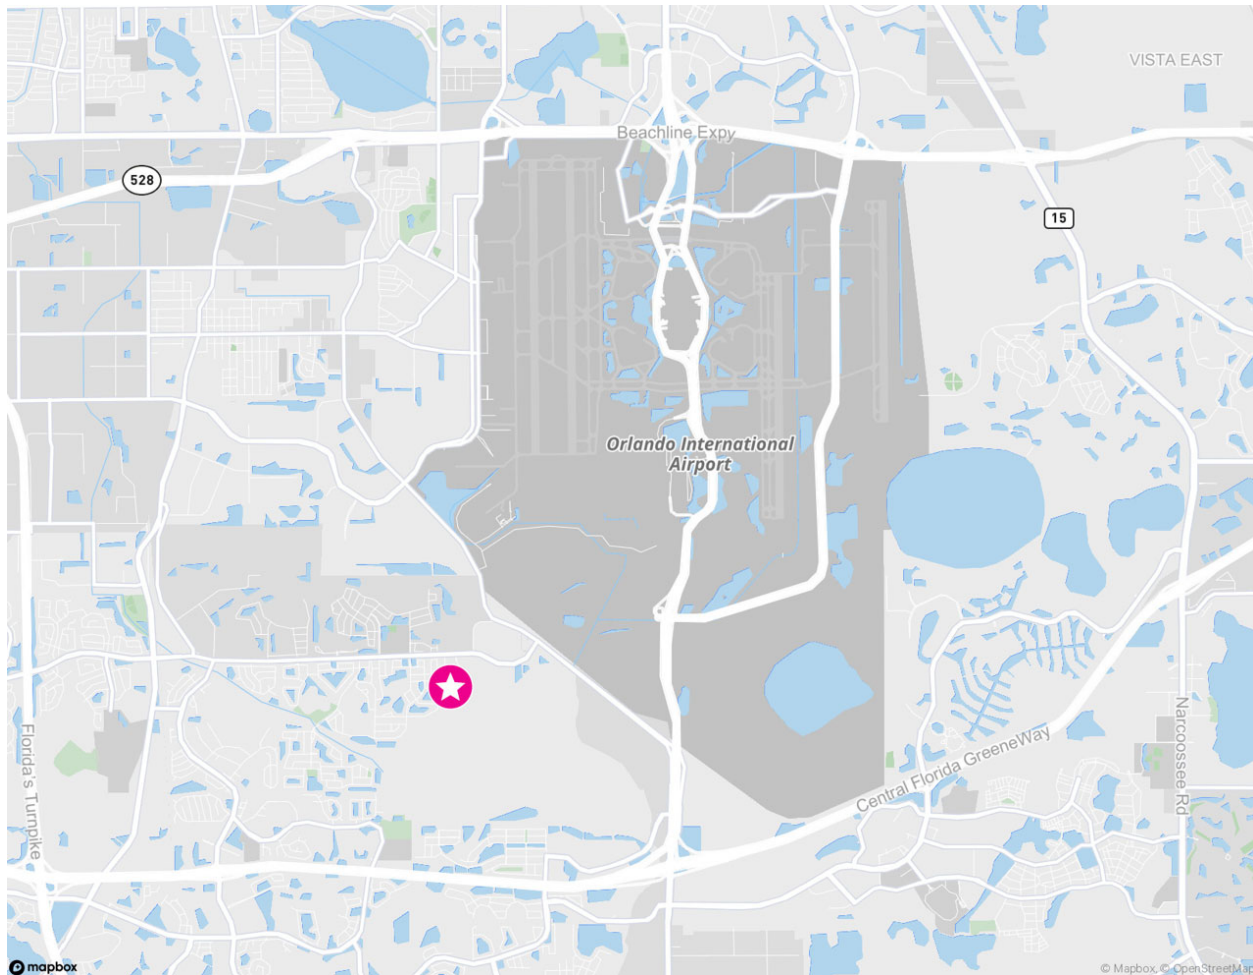 VISTA EAST
Beachline Expy
528
15
Orlando International
Airport
Central Florida GreeneWay
Narcoossee Rd
Florida's Turnpike
mapbox
© Mapbox, © OpenStreetMap